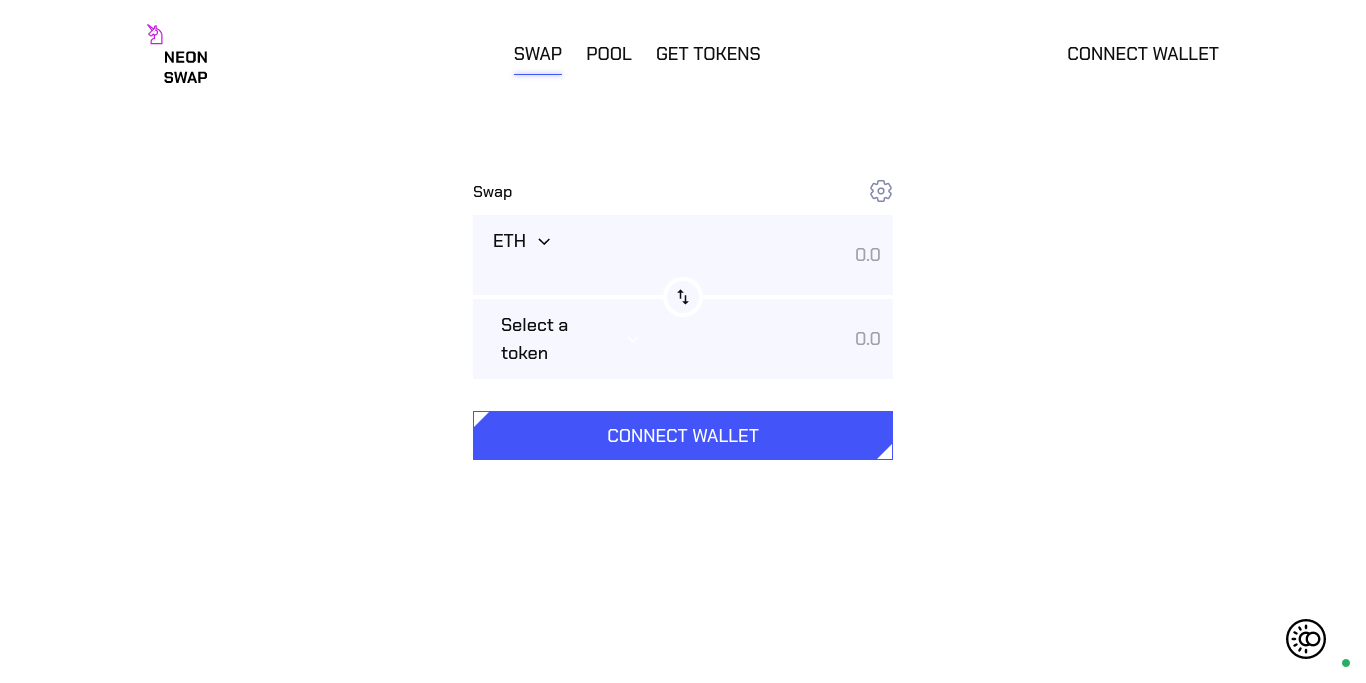 NEON
SWAP
SWAP
POOL
GET TOKENS
CONNECT WALLET
Swap
ETH
0.0
Select a
token
0.0
CONNECT WALLET